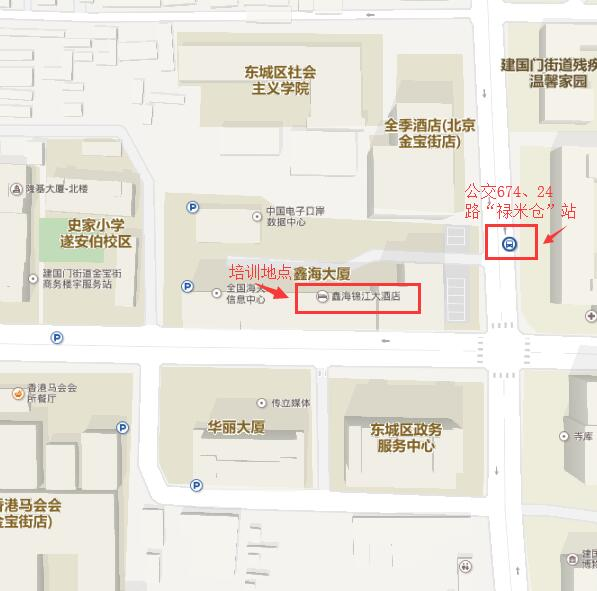 东城区社会
主义学院
建国门街道残疾
温馨家园
全季酒店(北京
金宝街店)
公交674、24
路“禄米仓”站
隆基大厦-北楼
P
中国电子口岸
数据中心
史家小学
遂安伯校区
建国门街道金宝街
商务楼宇服务站
培训地点
鑫海大厦
P
全国海关
信息中心
鑫海锦江大酒店
P
香港马会会
所餐厅
传立媒体
P
华丽大厦
东城区政务
服务中心
寺库
P
香港马会会
金宝街店)
建国
博